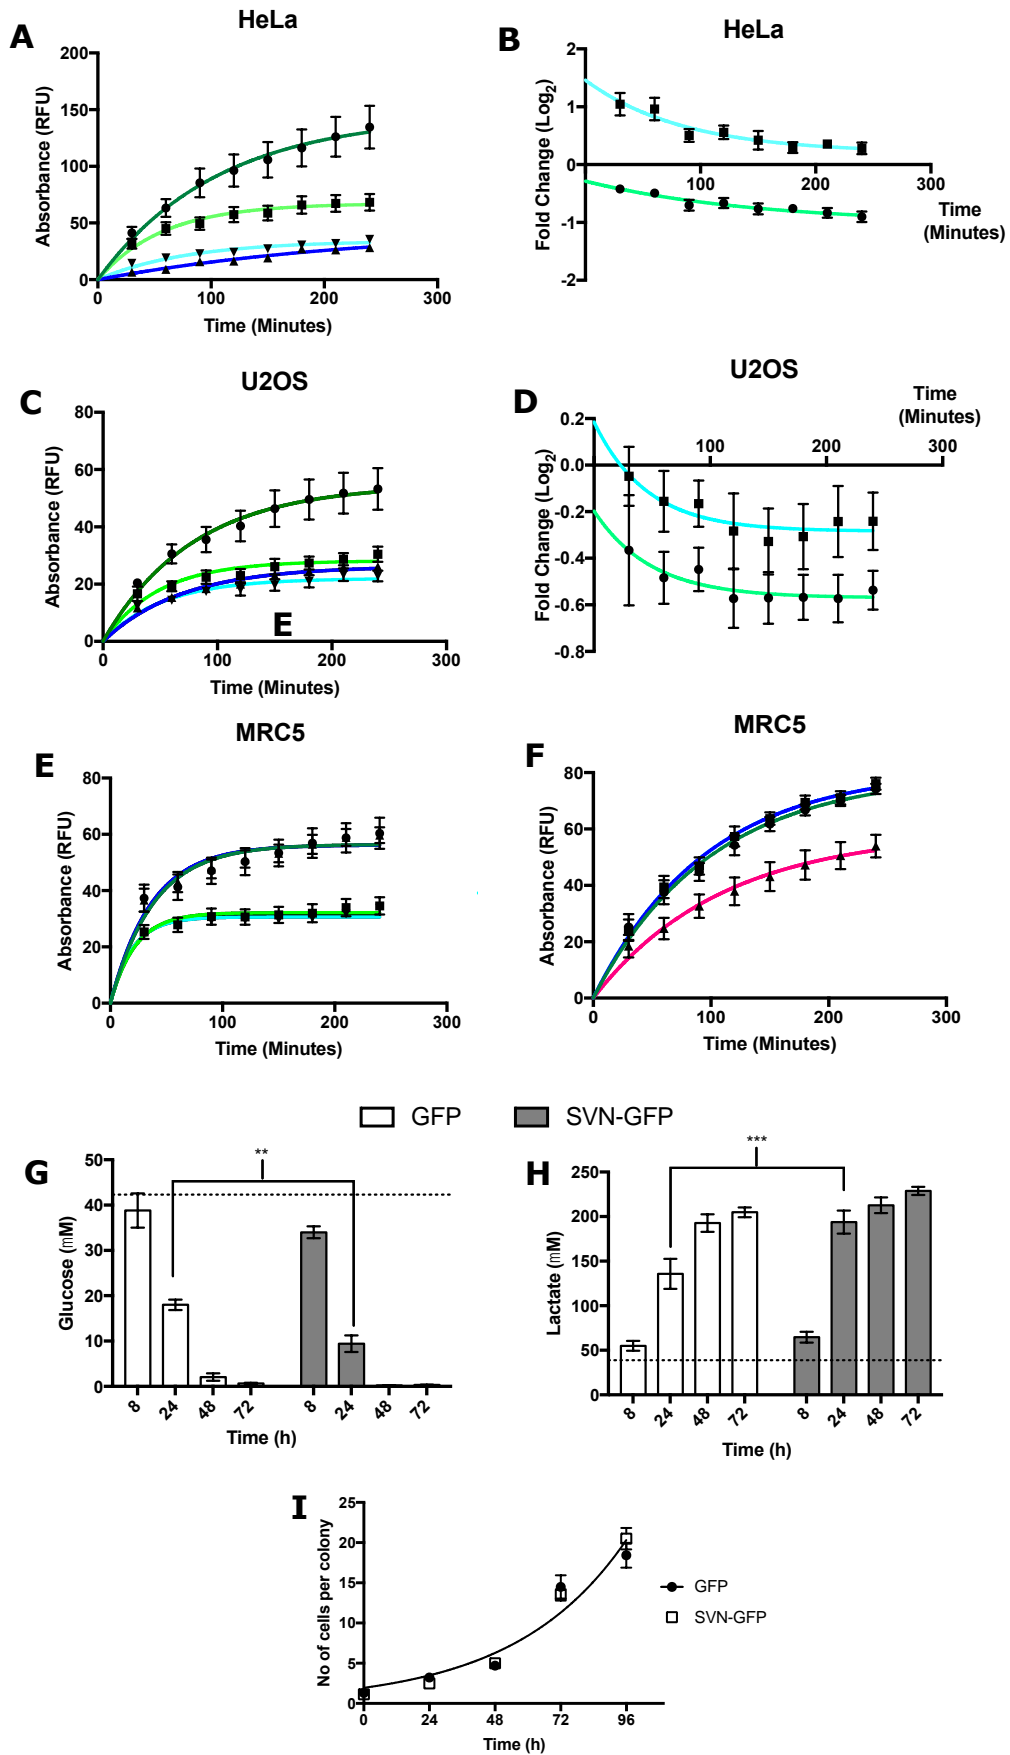 A
HeLa
Absorbance (RFU)
200
150
100
50
0
0 100 200 300
Time (Minutes)
B
HeLa
Fold Change (Log2)
2
1
0
-1
-2
100 200 300
Time
(Minutes)
C
U2OS
Absorbance (RFU)
80
60
40
20
0
E
0 100 200 300
Time (Minutes)
D
U2OS
Time
(Minutes)
Fold Change (Log2)
0.2
0.0
-0.2
-0.4
-0.6
-0.8
100 200 300
E
MRC5
Absorbance (RFU)
80
60
40
20
0
0 100 200 300
Time (Minutes)
F
MRC5
Absorbance (RFU)
80
60
40
20
0
0 100 200 300
Time (Minutes)
GFP SVN-GFP
G
**
Glucose (mM)
50
40
30
20
10
0
8 24 48 72 8 24 48 72
Time (h)
H
***
Lactate (mM)
250
200
150
100
50
0
8 24 48 72 8 24 48 72
Time (h)
I
No of cells per colony
25
20
15
10
5
0
0 24 48 72 96
Time (h)
GFP
SVN-GFP